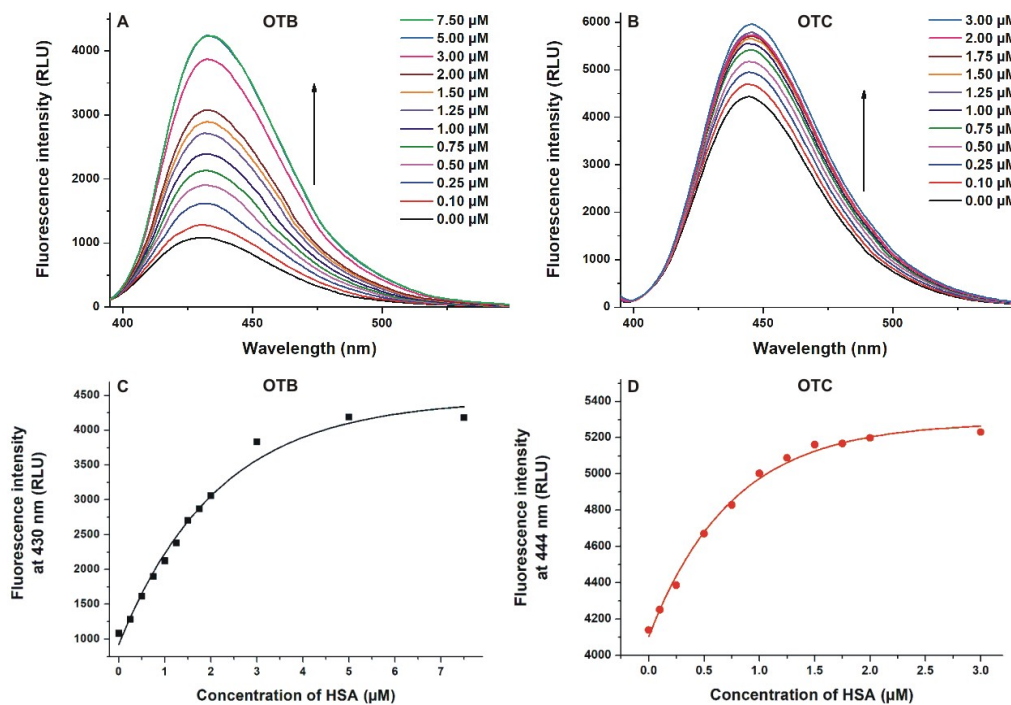 A
OTB
7.50 µM
5.00 µM
3.00 µM
2.00 µM
1.50 µM
1.25 µM
1.00 µM
0.75 µM
0.50 µM
0.25 µM
0.10 µM
0.00 µM
Fluorescence intensity (RLU)
4000
3000
2000
1000
0
400
450
500
Wavelength (nm)
B
OTC
3.00 µM
2.00 µM
1.75 µM
1.50 µM
1.25 µM
1.00 µM
0.75 µM
0.50 µM
0.25 µM
0.10 µM
0.00 µM
Fluorescence intensity (RLU)
6000
5000
4000
3000
2000
1000
0
400
450
500
Wavelength (nm)
C
OTB
Fluorescence intensity
at 430 nm (RLU)
4500
4000
3500
3000
2500
2000
1500
1000
0
1
2
3
4
5
6
7
Concentration of HSA (µM)
D
OTC
Fluorescence intensity
at 444 nm (RLU)
5400
5200
5000
4800
4600
4400
4200
4000
0.0
0.5
1.0
1.5
2.0
2.5
3.0
Concentration of HSA (µM)